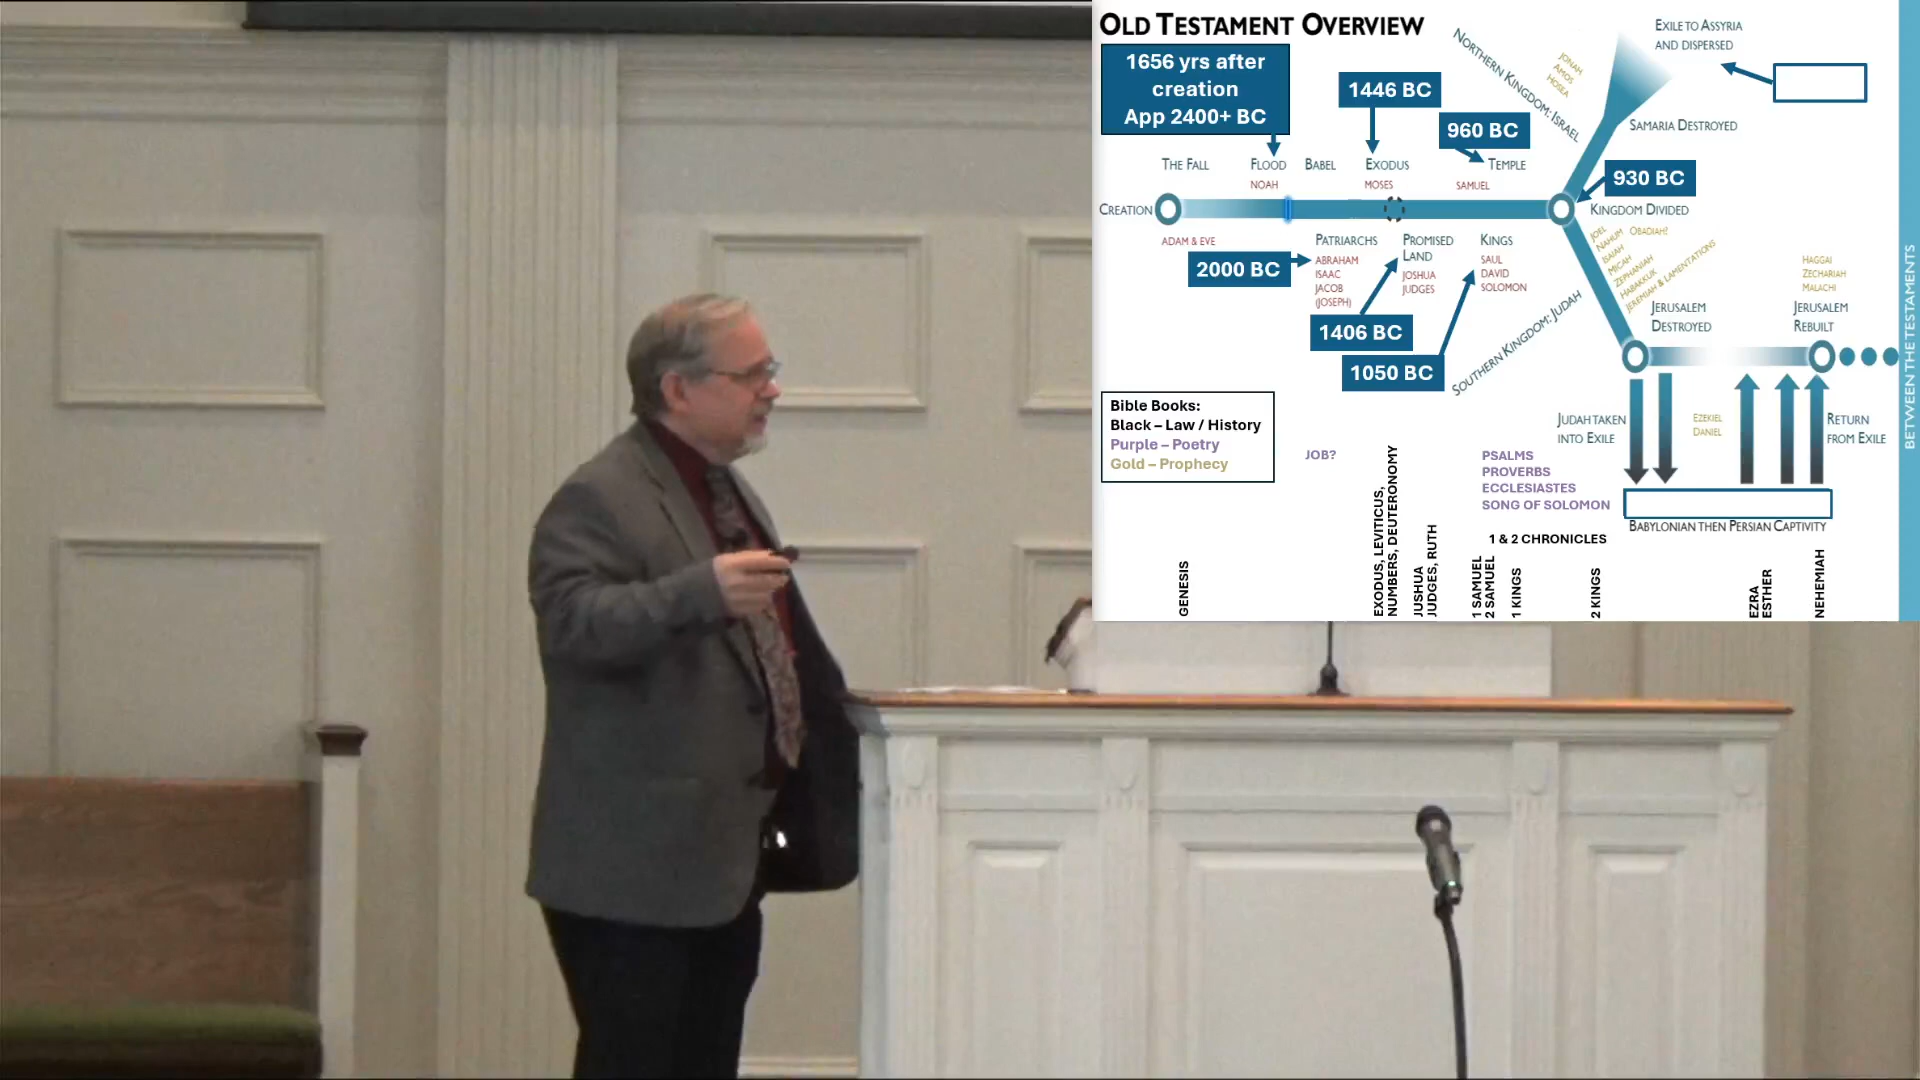 OLD TESTAMENT OVERVIEW
1656 yrs after
creation
App 2400+ BC
1446 BC
960 BC
930 BC
NORTHERN KINGDOM: ISRAEL
JONAH
AMOS
HOSEA
EXILE TO ASSYRIA
AND DISPERSED
SAMARIA DESTROYED
THE FALL
FLOOD
BABEL
EXODUS
TEMPLE
NOAH
MOSES
SAMUEL
CREATION
KINGDOM DIVIDED
ADAM & EVE
2000 BC
PATRIARCHS
ABRAHAM
ISAAC
JACOB
(JOSEPH)
PROMISED
LAND
JOSHUA
JUDGES
KINGS
SAUL
DAVID
SOLOMON
1406 BC
1050 BC
SOUTHERN KINGDOM: JUDAH
JOEL
NAHUM
OBADIAH?
ISAIAH
MICAH
ZEPHANIAH
HABAKKUK
JEREMIAH & LAMENTATIONS
HAGGAI
ZECHARIAH
MALACHI
JERUSALEM
DESTROYED
JERUSALEM
REBUILT
BETWEEN THE TESTAMENTS
JUDAH TAKEN
INTO EXILE
EZEKIEL
DANIEL
RETURN
FROM EXILE
BABYLONIAN THEN PERSIAN CAPTIVITY
Bible Books:
Black – Law / History
Purple – Poetry
Gold – Prophecy
JOB?
PSALMS
PROVERBS
ECCLESIASTES
SONG OF SOLOMON
1 & 2 CHRONICLES
GENESIS
EXODUS, LEVITICUS,
NUMBERS, DEUTERONOMY
JUSHUA
JUDGES, RUTH
1 SAMUEL
2 SAMUEL
1 KINGS
2 KINGS
EZRA
ESTHER
NEHEMIAH